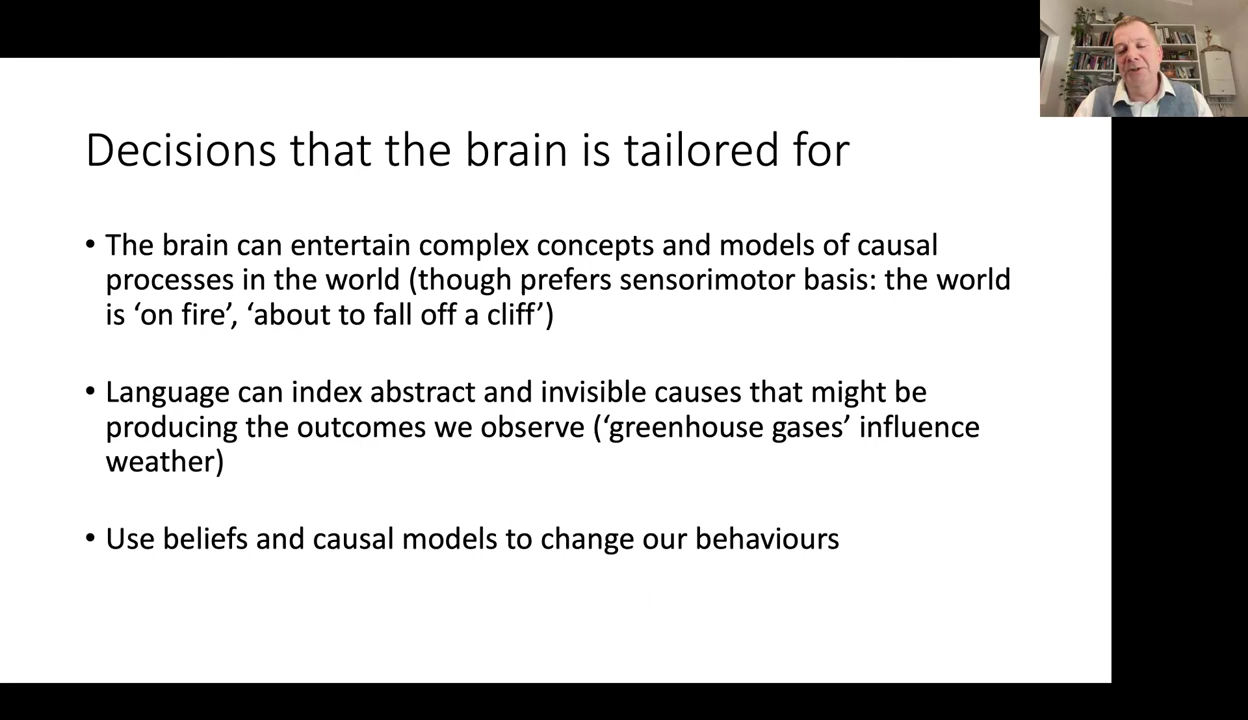 Decisions that the brain is tailored for
• The brain can entertain complex concepts and models of causal
processes in the world (though prefers sensorimotor basis: the world
is ‘on fire’, ‘about to fall off a cliff’)
• Language can index abstract and invisible causes that might be
producing the outcomes we observe (‘greenhouse gases’ influence
weather)
• Use beliefs and causal models to change our behaviours